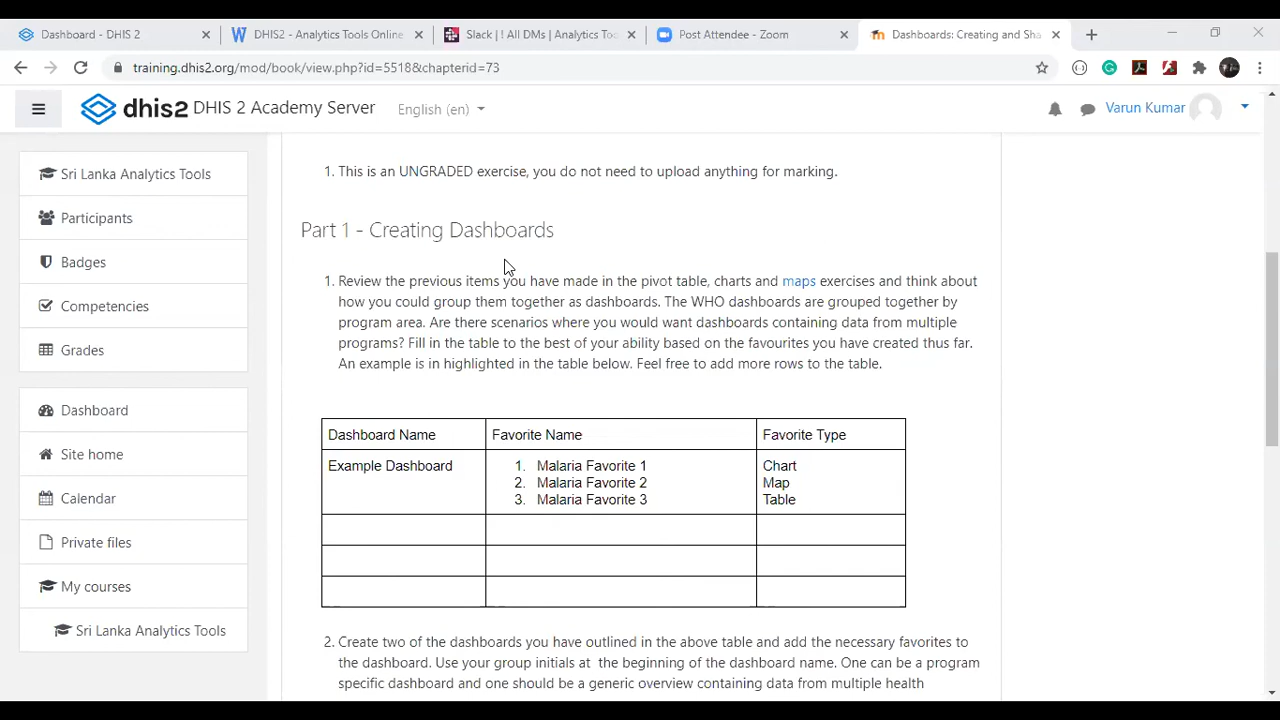 Dashboard - DHIS 2
DHIS2 - Analytics Tools Online
Slack | ! All DMs | Analytics Too
Post Attendee - Zoom
Dashboards: Creating and Sha
training.dhis2.org/mod/book/view.php?id=5518&chapterid=73
dhis2 DHIS 2 Academy Server
English (en)
Varun Kumar
Sri Lanka Analytics Tools
Participants
Badges
Competencies
Grades
Dashboard
Site home
Calendar
Private files
My courses
Sri Lanka Analytics Tools
1. This is an UNGRADED exercise, you do not need to upload anything for marking.
Part 1 - Creating Dashboards
1. Review the previous items you have made in the pivot table, charts and maps exercises and think about
how you could group them together as dashboards. The WHO dashboards are grouped together by
program area. Are there scenarios where you would want dashboards containing data from multiple
programs? Fill in the table to the best of your ability based on the favourites you have created thus far.
An example is in highlighted in the table below. Feel free to add more rows to the table.
Dashboard Name Favorite Name Favorite Type
Example Dashboard 1. Malaria Favorite 1 Chart
2. Malaria Favorite 2 Map
3. Malaria Favorite 3 Table
2. Create two of the dashboards you have outlined in the above table and add the necessary favorites to
the dashboard. Use your group initials at the beginning of the dashboard name. One can be a program
specific dashboard and one should be a generic overview containing data from multiple health